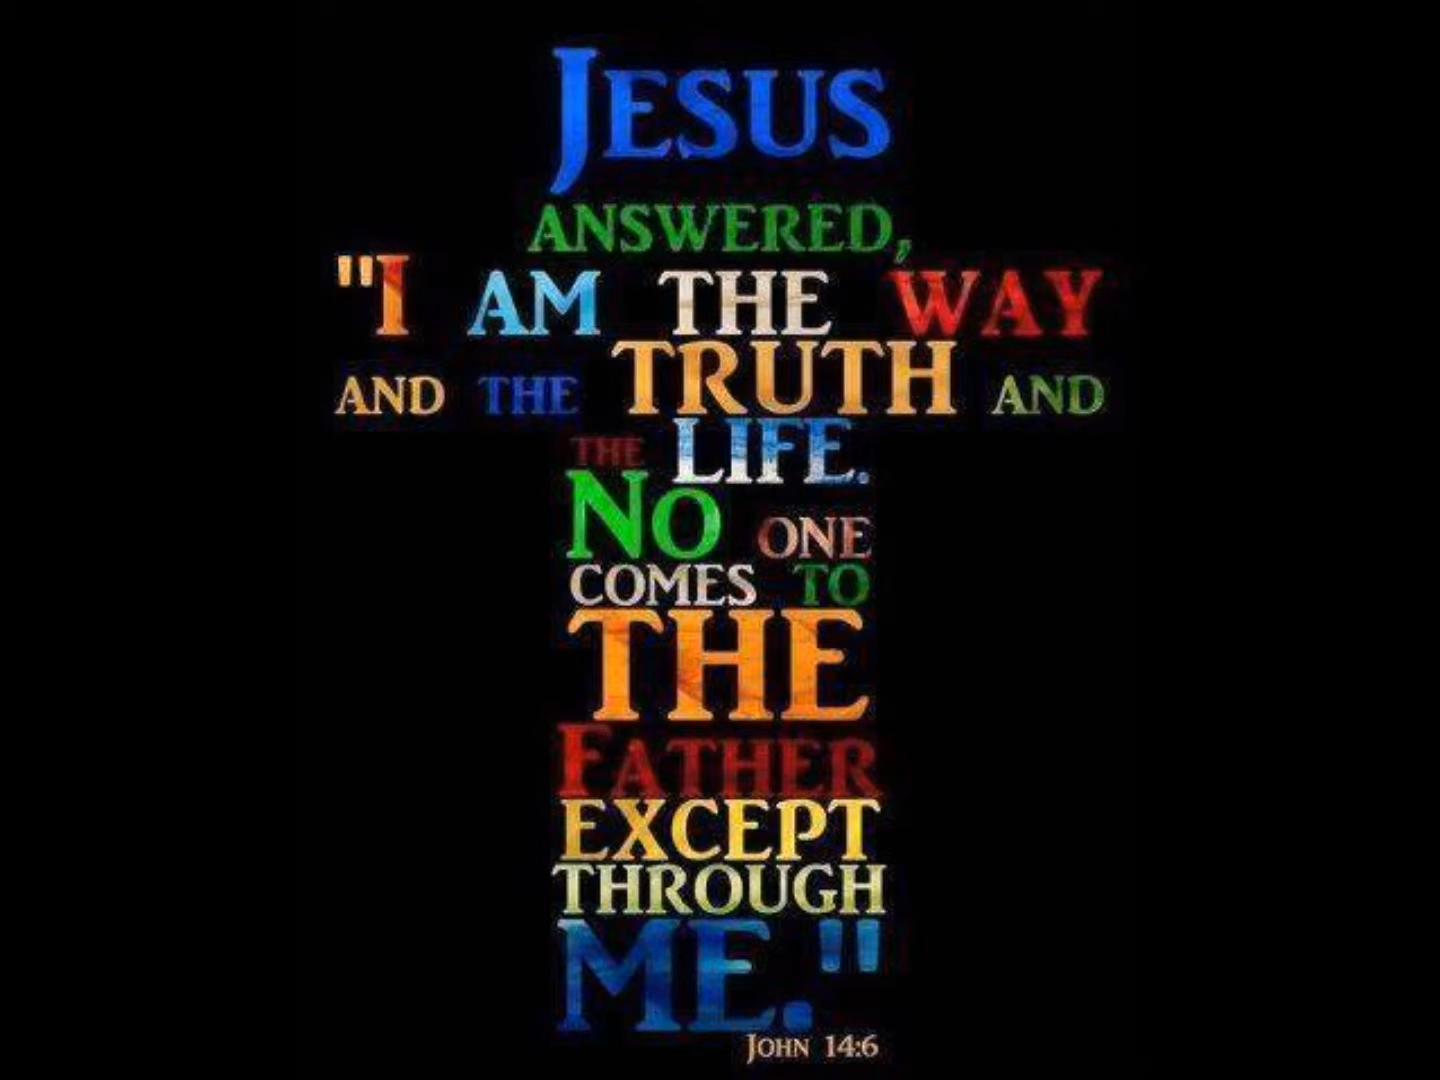 JESUS
ANSWERED,
"I AM THE WAY
AND THE TRUTH AND
THE LIFE.
NO ONE
COMES TO
THE
FATHER
EXCEPT
THROUGH
ME."
JOHN 14:6